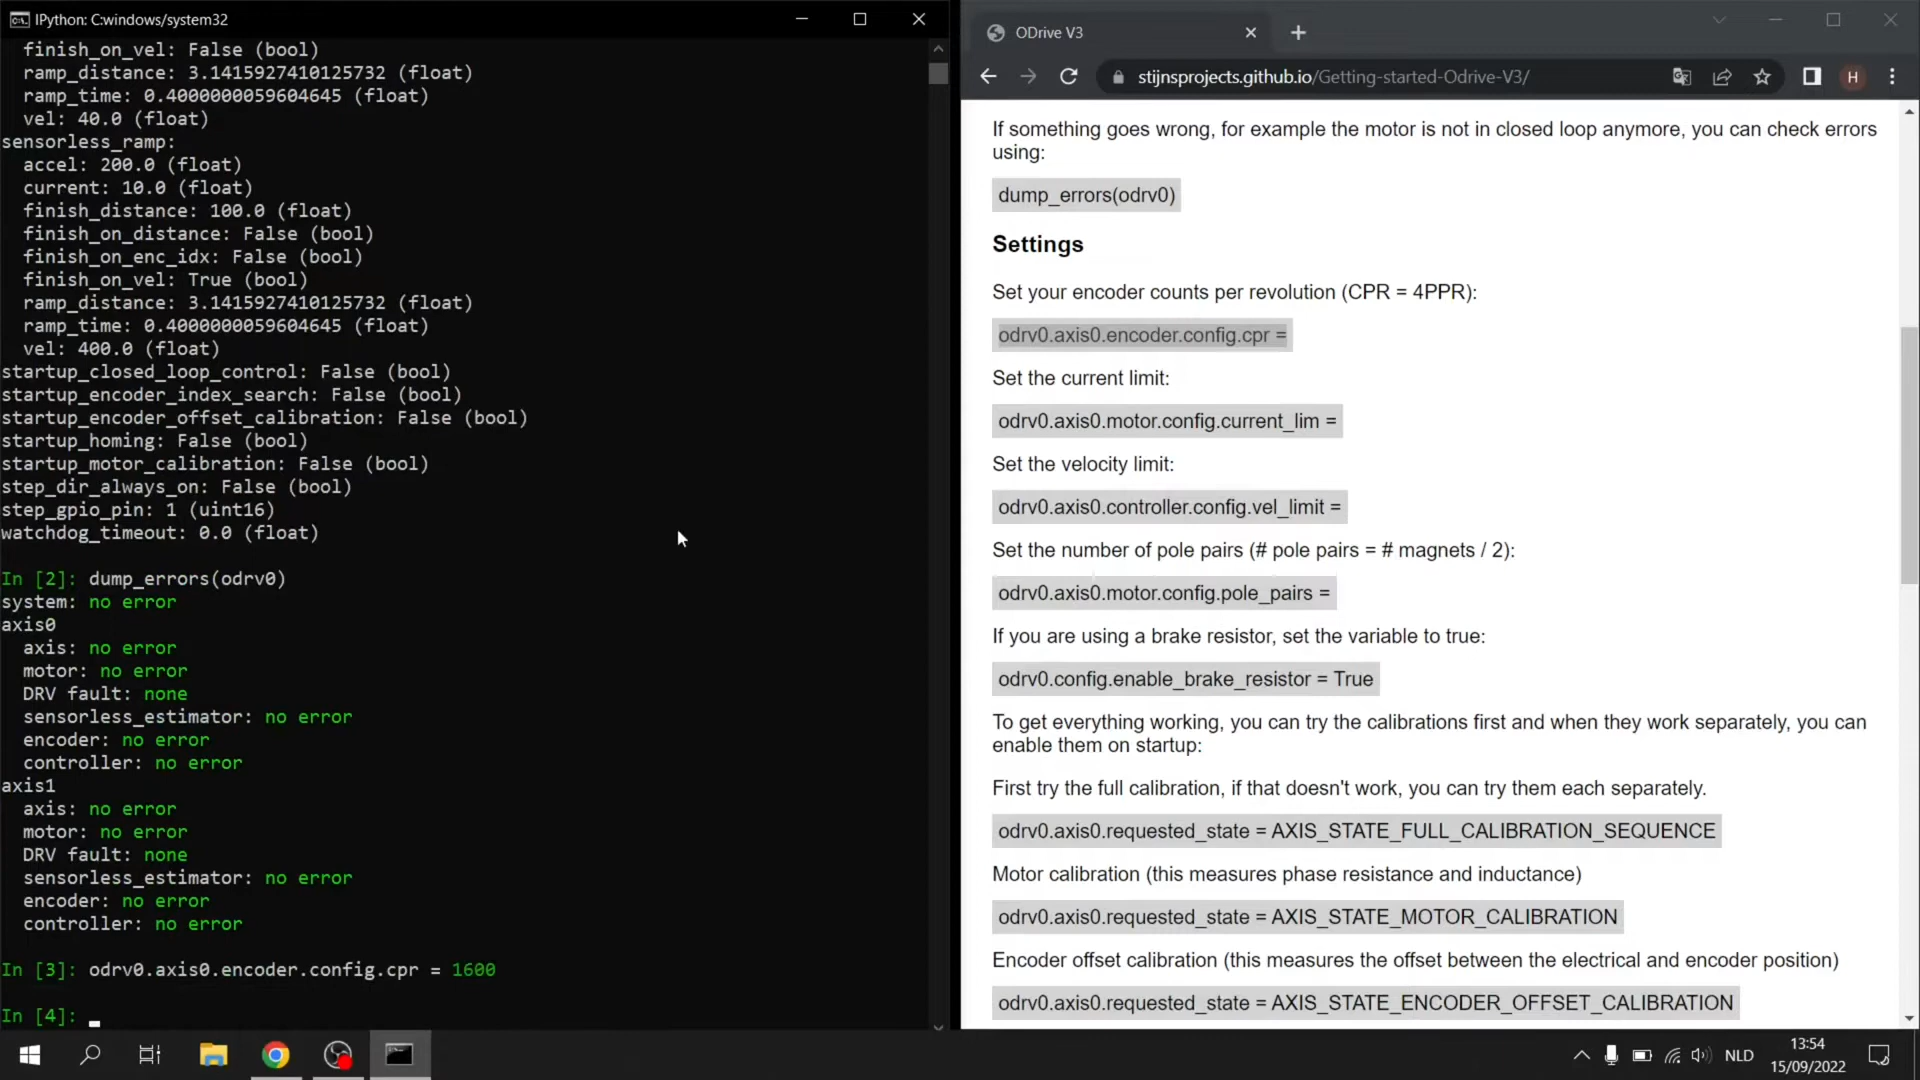 IPython: C:windows/system32
finish_on_vel: False (bool)
ramp_distance: 3.1415927410125732 (float)
ramp_time: 0.4000000059604645 (float)
vel: 40.0 (float)
sensorless_ramp:
accel: 200.0 (float)
current: 10.0 (float)
finish_distance: 100.0 (float)
finish_on_distance: False (bool)
finish_on_enc_idx: False (bool)
finish_on_vel: True (bool)
ramp_distance: 3.1415927410125732 (float)
ramp_time: 0.4000000059604645 (float)
vel: 400.0 (float)
startup_closed_loop_control: False (bool)
startup_encoder_index_search: False (bool)
startup_encoder_offset_calibration: False (bool)
startup_homing: False (bool)
startup_motor_calibration: False (bool)
step_dir_always_on: False (bool)
step_gpio_pin: 1 (uint16)
watchdog_timeout: 0.0 (float)
In [2]: dump_errors(odrv0)
system: no error
axis0
axis: no error
motor: no error
DRV fault: none
sensorless_estimator: no error
encoder: no error
controller: no error
axis1
axis: no error
motor: no error
DRV fault: none
sensorless_estimator: no error
encoder: no error
controller: no error
In [3]: odrv0.axis0.encoder.config.cpr = 1600
In [4]:
ODrive V3
stijnsprojects.github.io/Getting-started-Odrive-V3/
H
If something goes wrong, for example the motor is not in closed loop anymore, you can check errors
using:
dump_errors(odrv0)
Settings
Set your encoder counts per revolution (CPR = 4PPR):
odrv0.axis0.encoder.config.cpr =
Set the current limit:
odrv0.axis0.motor.config.current_lim =
Set the velocity limit:
odrv0.axis0.controller.config.vel_limit =
Set the number of pole pairs (# pole pairs = # magnets / 2):
odrv0.axis0.motor.config.pole_pairs =
If you are using a brake resistor, set the variable to true:
odrv0.config.enable_brake_resistor = True
To get everything working, you can try the calibrations first and when they work separately, you can
enable them on startup:
First try the full calibration, if that doesn't work, you can try them each separately.
odrv0.axis0.requested_state = AXIS_STATE_FULL_CALIBRATION_SEQUENCE
Motor calibration (this measures phase resistance and inductance)
odrv0.axis0.requested_state = AXIS_STATE_MOTOR_CALIBRATION
Encoder offset calibration (this measures the offset between the electrical and encoder position)
odrv0.axis0.requested_state = AXIS_STATE_ENCODER_OFFSET_CALIBRATION
NLD
13:54
15/09/2022